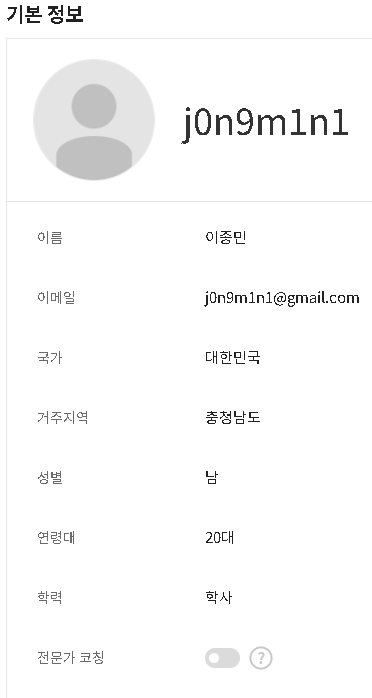 기본 정보
j0n9m1n1
이름 이종민
이메일 j0n9m1n1@gmail.com
국가 대한민국
거주지역 충청남도
성별 남
연령대 20대
학력 학사
전문가 코칭 ?